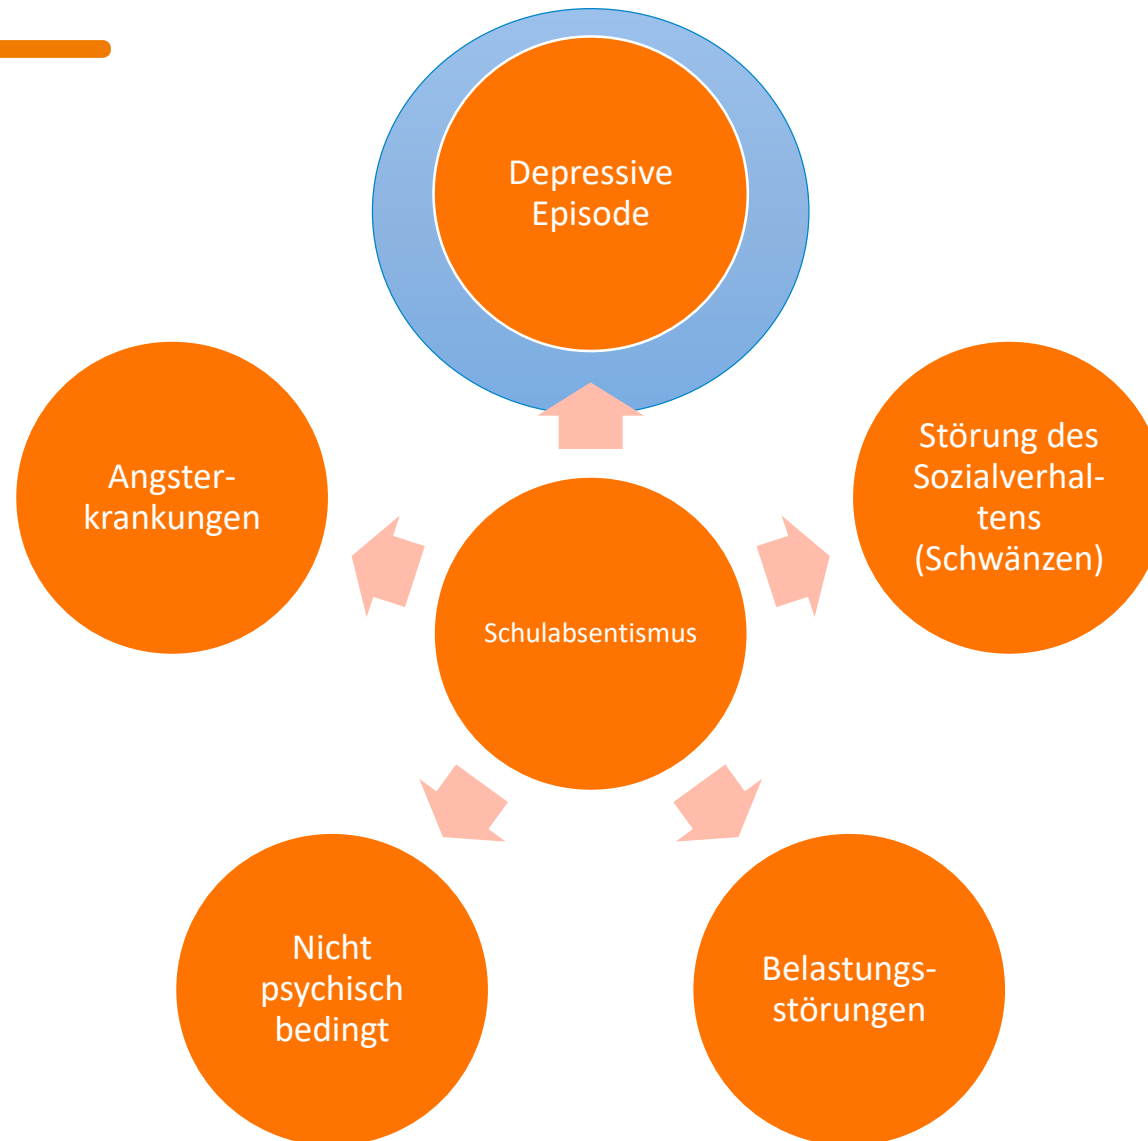 Depressive
Episode
Störung des
Sozialverhal-
tens
(Schwänzen)
Angster-
krankungen
Schulabsentismus
Nicht
psychisch
bedingt
Belastungs-
störungen